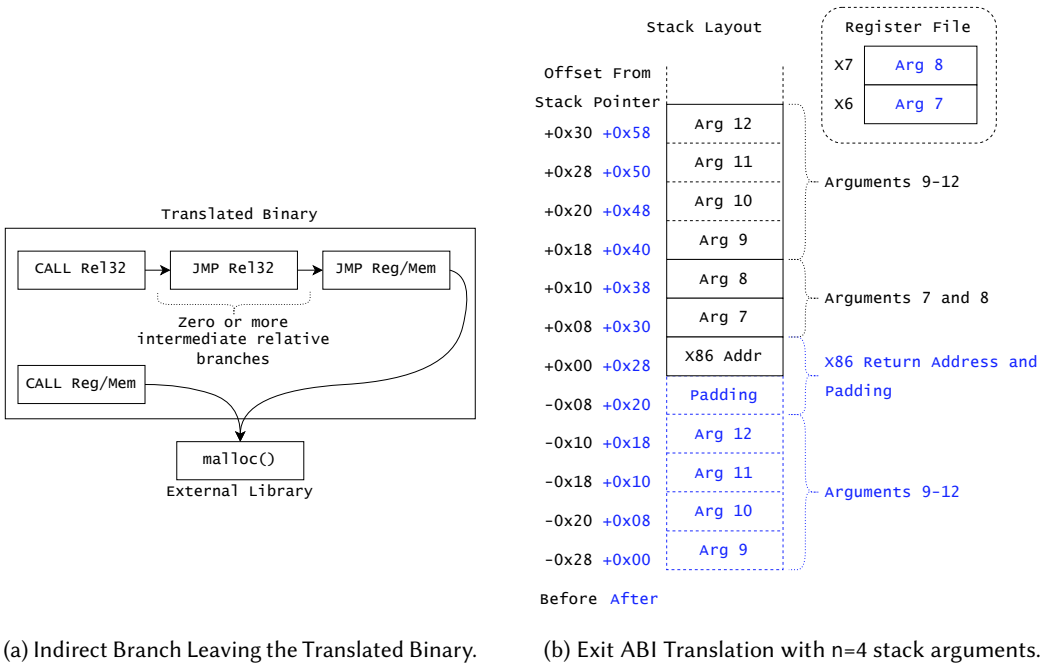 Translated Binary
CALL Rel32
JMP Rel32
JMP Reg/Mem
Zero or more
intermediate relative
branches
CALL Reg/Mem
malloc()
External Library
(a) Indirect Branch Leaving the Translated Binary.
Stack Layout
Register File
X7 Arg 8
X6 Arg 7
Offset From
Stack Pointer
+0x30 +0x58 Arg 12
+0x28 +0x50 Arg 11
+0x20 +0x48 Arg 10
+0x18 +0x40 Arg 9
Arguments 9-12
+0x10 +0x38 Arg 8
+0x08 +0x30 Arg 7
Arguments 7 and 8
+0x00 +0x28 X86 Addr
-0x08 +0x20 Padding
X86 Return Address and
Padding
-0x10 +0x18 Arg 12
-0x18 +0x10 Arg 11
-0x20 +0x08 Arg 10
-0x28 +0x00 Arg 9
Arguments 9-12
Before After
(b) Exit ABI Translation with n=4 stack arguments.